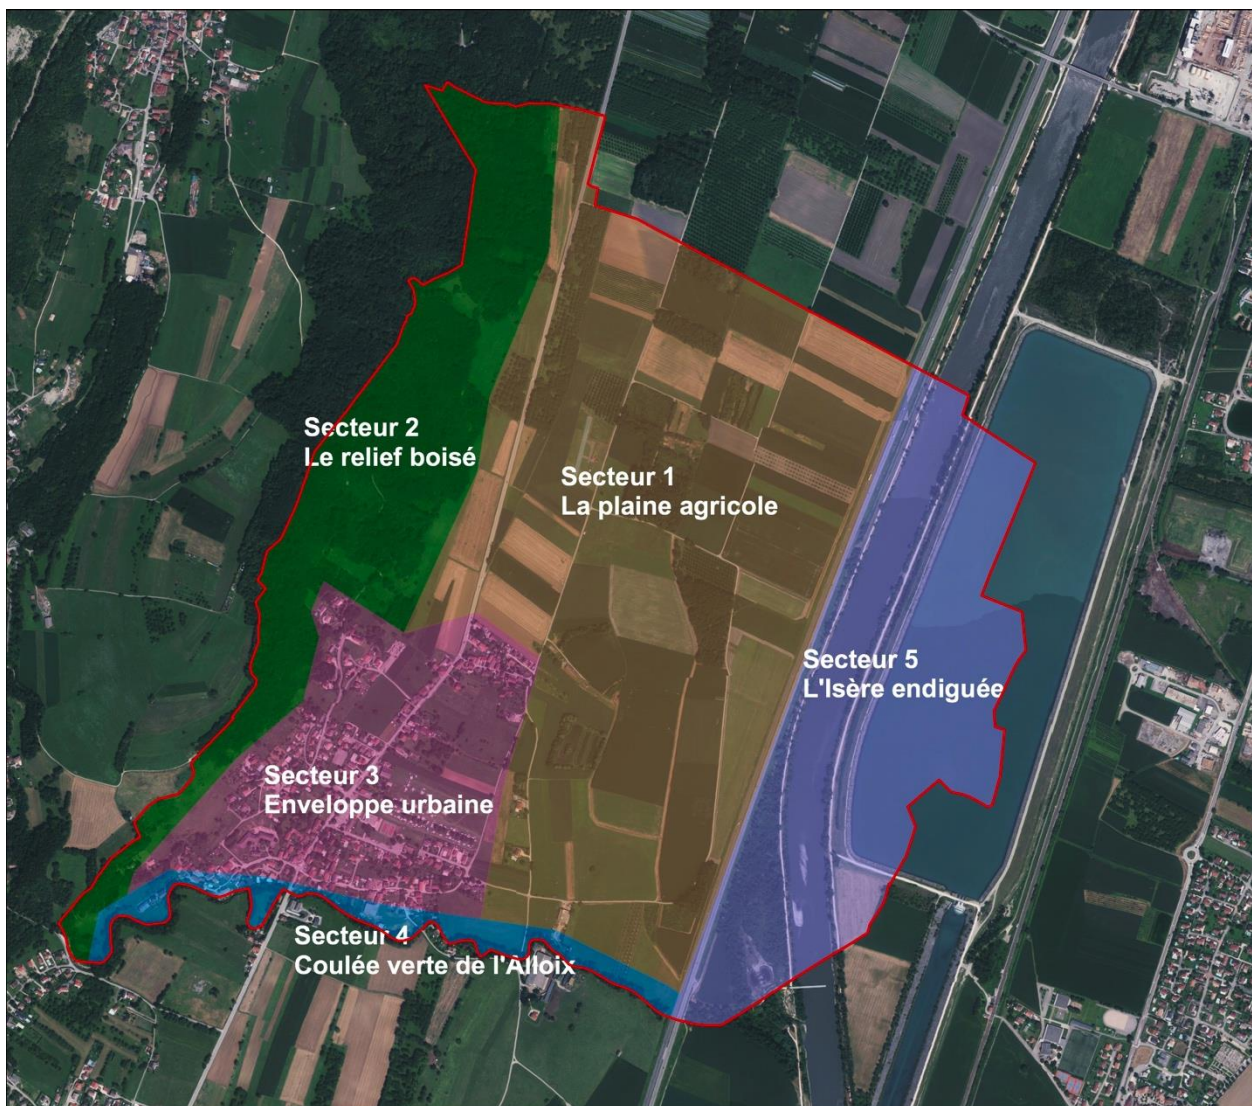 Secteur 2
Le relief boisé
Secteur 1
La plaine agricole
Secteur 5
L'Isère endiguée
Secteur 3
Enveloppe urbaine
Secteur 4
Coulée verte de l'Alloix